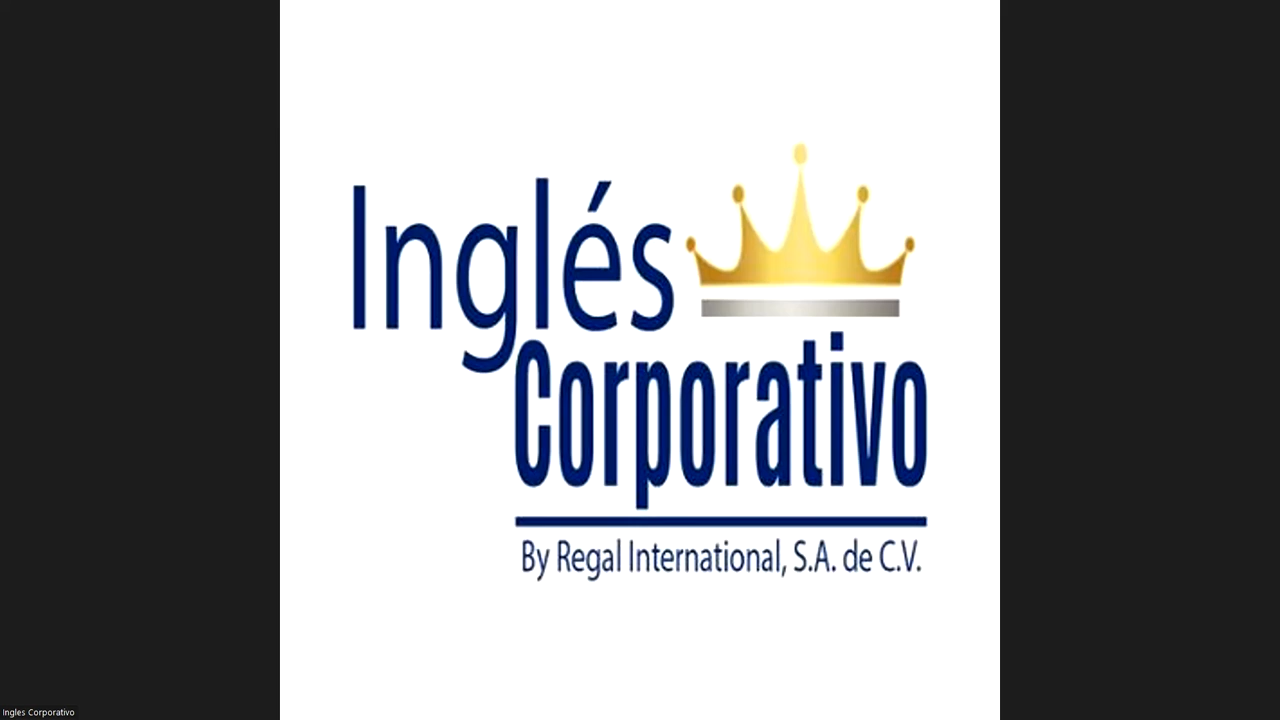 Inglés
Corporativo
By Regal International, S.A. de C.V.
Ingles Corporativo